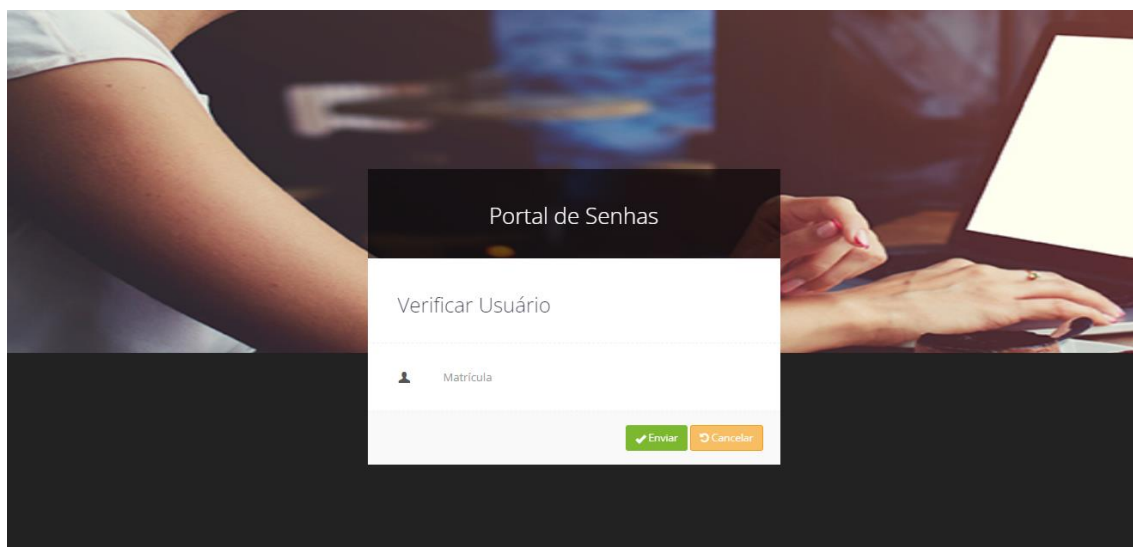 Portal de Senhas
Verificar Usuário
Matrícula
Enviar Cancelar